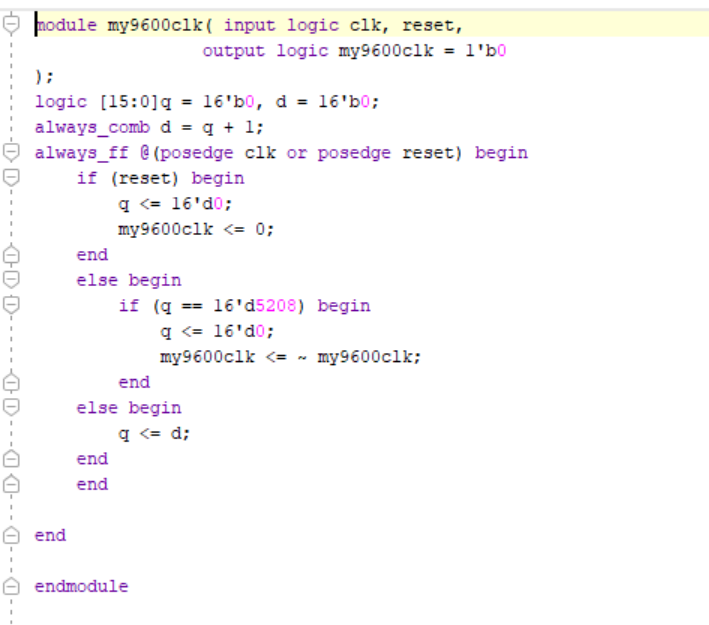 module my9600clk( input logic clk, reset,
output logic my9600clk = 1'b0
);
logic [15:0]q = 16'b0, d = 16'b0;
always_comb d = q + 1;
always_ff @(posedge clk or posedge reset) begin
if (reset) begin
q <= 16'd0;
my9600clk <= 0;
end
else begin
if (q == 16'd5208) begin
q <= 16'd0;
my9600clk <= ~ my9600clk;
end
else begin
q <= d;
end
end
end
endmodule